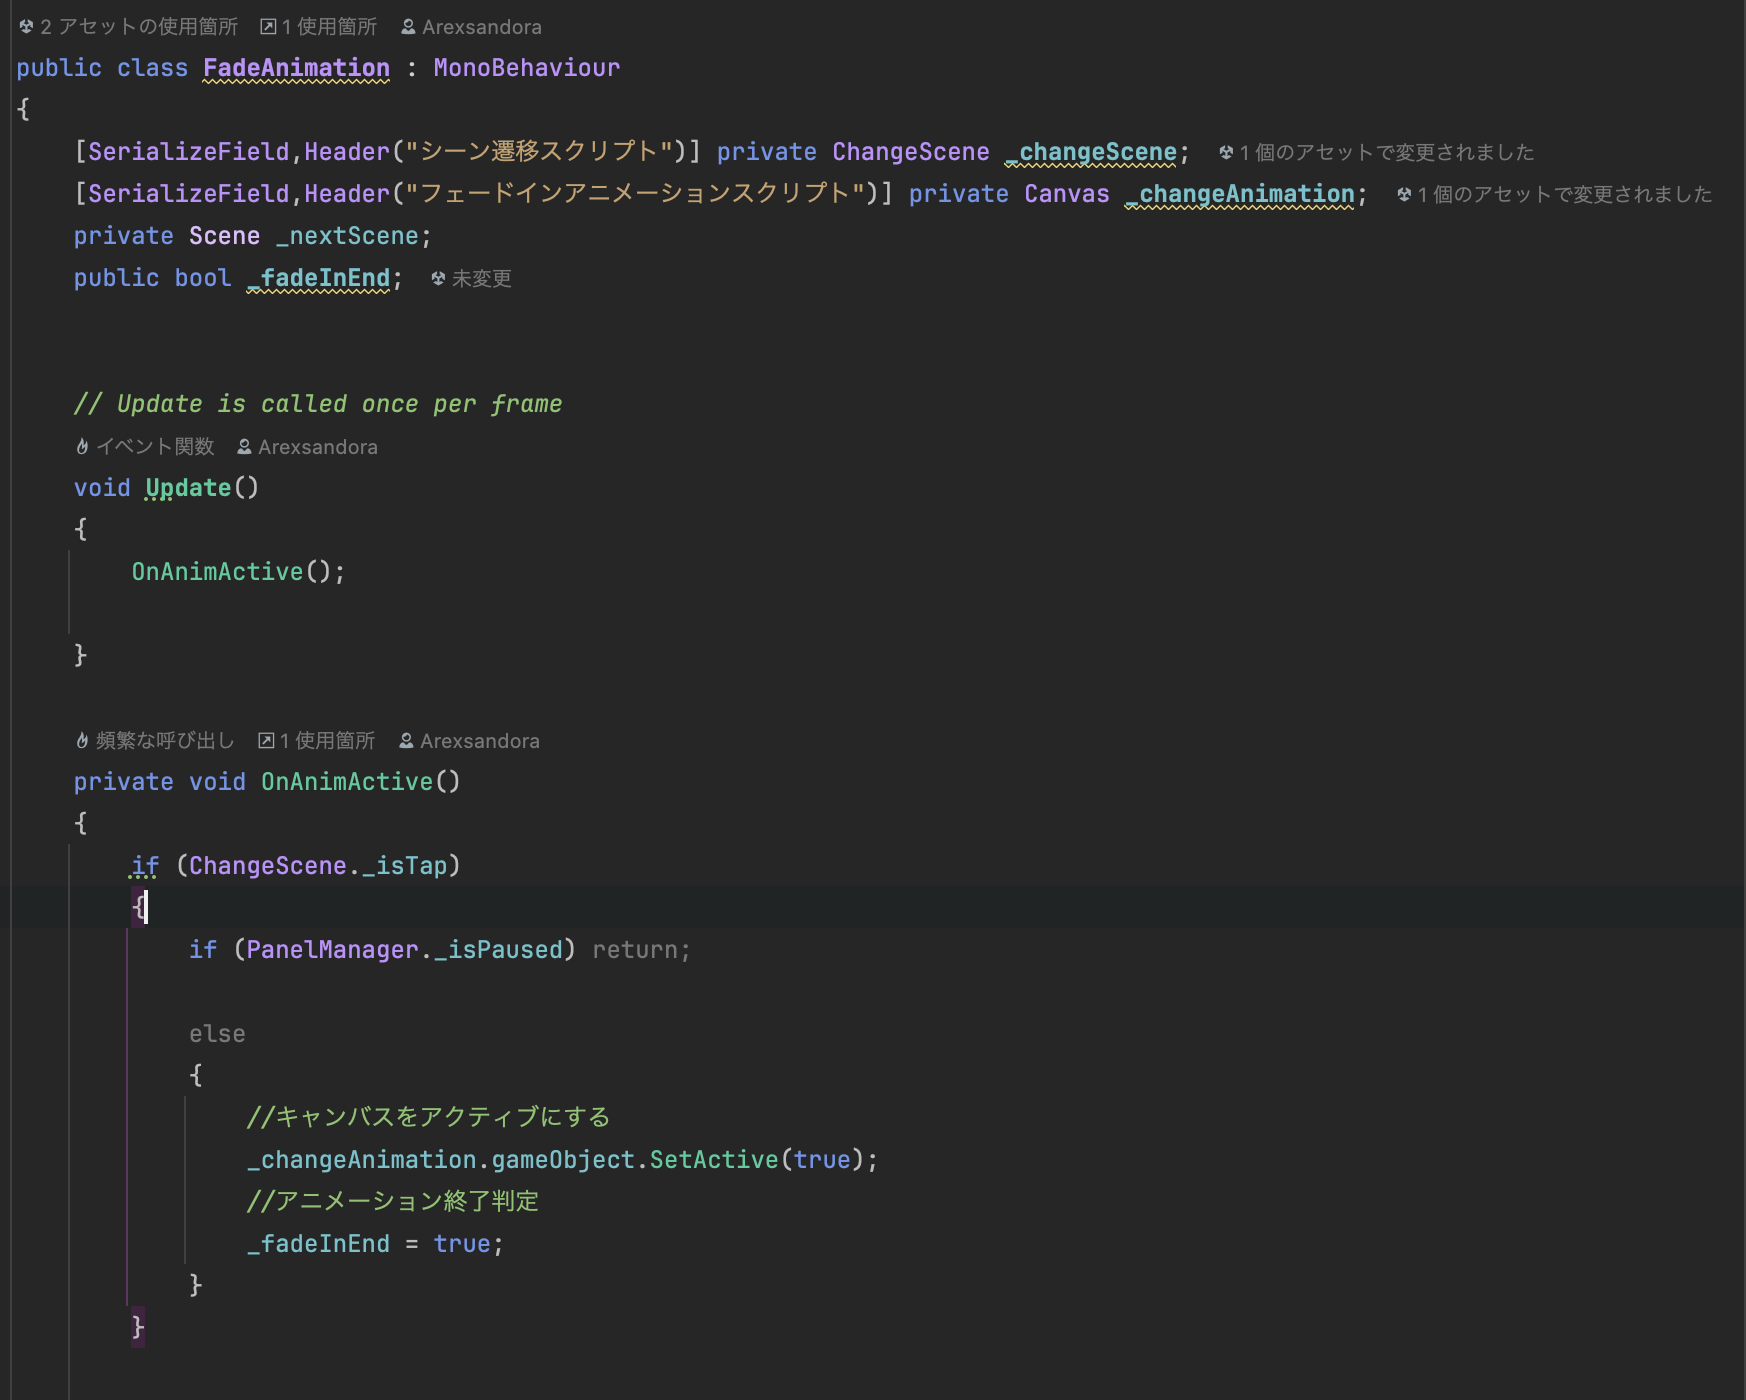 2 アセットの使用箇所 1 使用箇所 Arexsandora
public class FadeAnimation : MonoBehaviour
{
[SerializeField,Header("シーン遷移スクリプト")] private ChangeScene _changeScene; 1 個のアセットで変更されました
[SerializeField,Header("フェードインアニメーションスクリプト")] private Canvas _changeAnimation; 1 個のアセットで変更されました
private Scene _nextScene;
public bool _fadeInEnd; 未変更
// Update is called once per frame
イベント関数 Arexsandora
void Update()
{
OnAnimActive();
}
頻繁な呼び出し 1 使用箇所 Arexsandora
private void OnAnimActive()
{
if (ChangeScene._isTap)
{
if (PanelManager._isPaused) return;
else
{
//キャンバスをアクティブにする
_changeAnimation.gameObject.SetActive(true);
//アニメーション終了判定
_fadeInEnd = true;
}
}